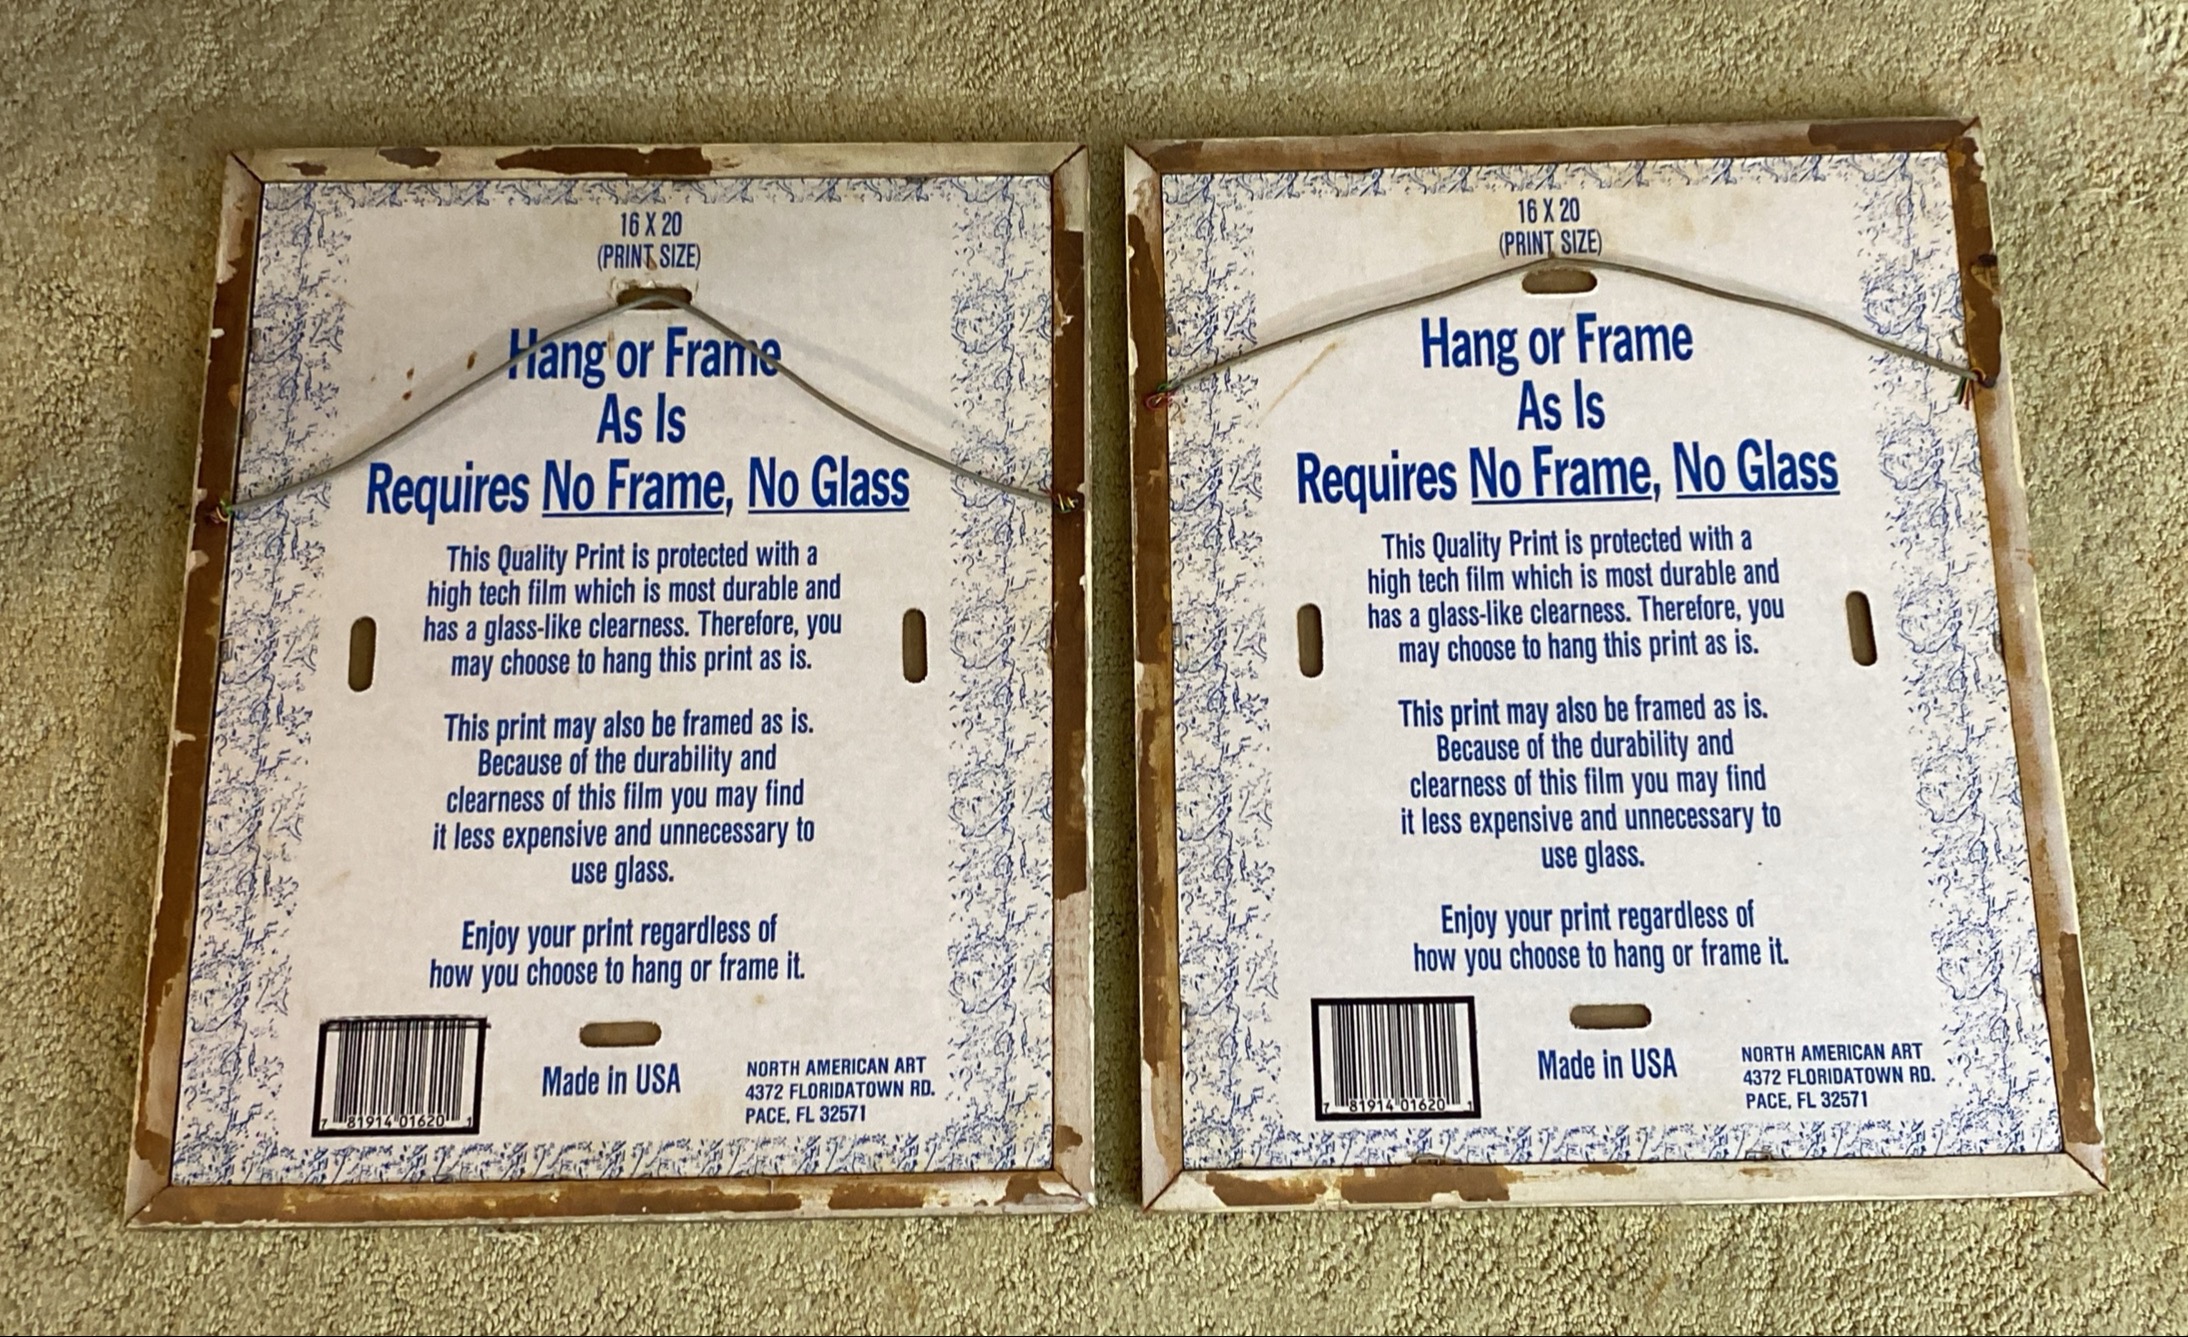 16 X 20
(PRINT SIZE)
Hang or Frame
As Is
Requires No Frame, No Glass
This Quality Print is protected with a
high tech film which is most durable and
has a glass-like clearness. Therefore, you
may choose to hang this print as is.
This print may also be framed as is.
Because of the durability and
clearness of this film you may find
it less expensive and unnecessary to
use glass.
Enjoy your print regardless of
how you choose to hang or frame it.
7 81914 01620 1
Made in USA
NORTH AMERICAN ART
4372 FLORIDATOWN RD.
PACE, FL 32571
16 X 20
(PRINT SIZE)
Hang or Frame
As Is
Requires No Frame, No Glass
This Quality Print is protected with a
high tech film which is most durable and
has a glass-like clearness. Therefore, you
may choose to hang this print as is.
This print may also be framed as is.
Because of the durability and
clearness of this film you may find
it less expensive and unnecessary to
use glass.
Enjoy your print regardless of
how you choose to hang or frame it.
7 81914 01620 1
Made in USA
NORTH AMERICAN ART
4372 FLORIDATOWN RD.
PACE, FL 32571